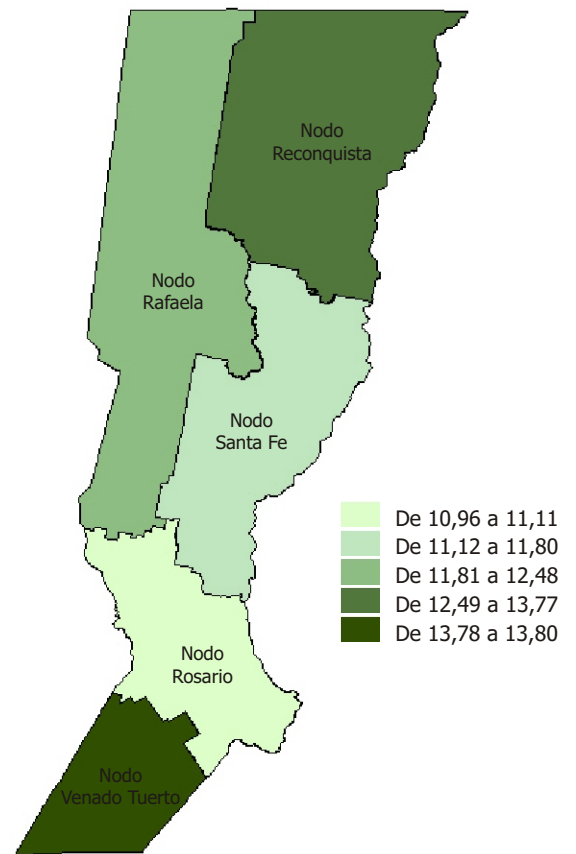 Nodo
Reconquista
Nodo
Rafaela
Nodo
Santa Fe
De 10,96 a 11,11
De 11,12 a 11,80
De 11,81 a 12,48
De 12,49 a 13,77
De 13,78 a 13,80
Nodo
Rosario
Nodo
Venado Tuerto